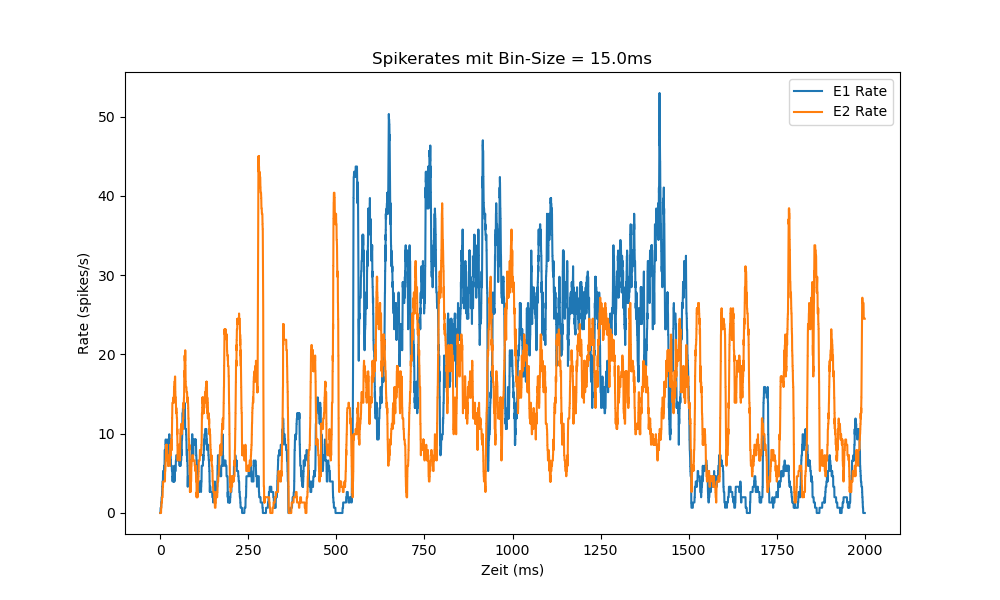 Spikerates mit Bin-Size = 15.0ms
E1 Rate
E2 Rate
Rate (spikes/s)
50
40
30
20
10
0
0 250 500 750 1000 1250 1500 1750 2000
Zeit (ms)